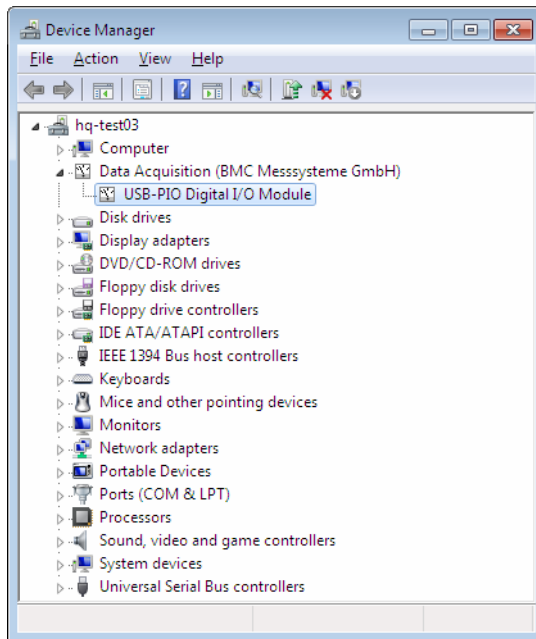 Device Manager
File Action View Help
hq-test03
Computer
Data Acquisition (BMC Messsysteme GmbH)
USB-PIO Digital I/O Module
Disk drives
Display adapters
DVD/CD-ROM drives
Floppy disk drives
Floppy drive controllers
IDE ATA/ATAPI controllers
IEEE 1394 Bus host controllers
Keyboards
Mice and other pointing devices
Monitors
Network adapters
Portable Devices
Ports (COM & LPT)
Processors
Sound, video and game controllers
System devices
Universal Serial Bus controllers